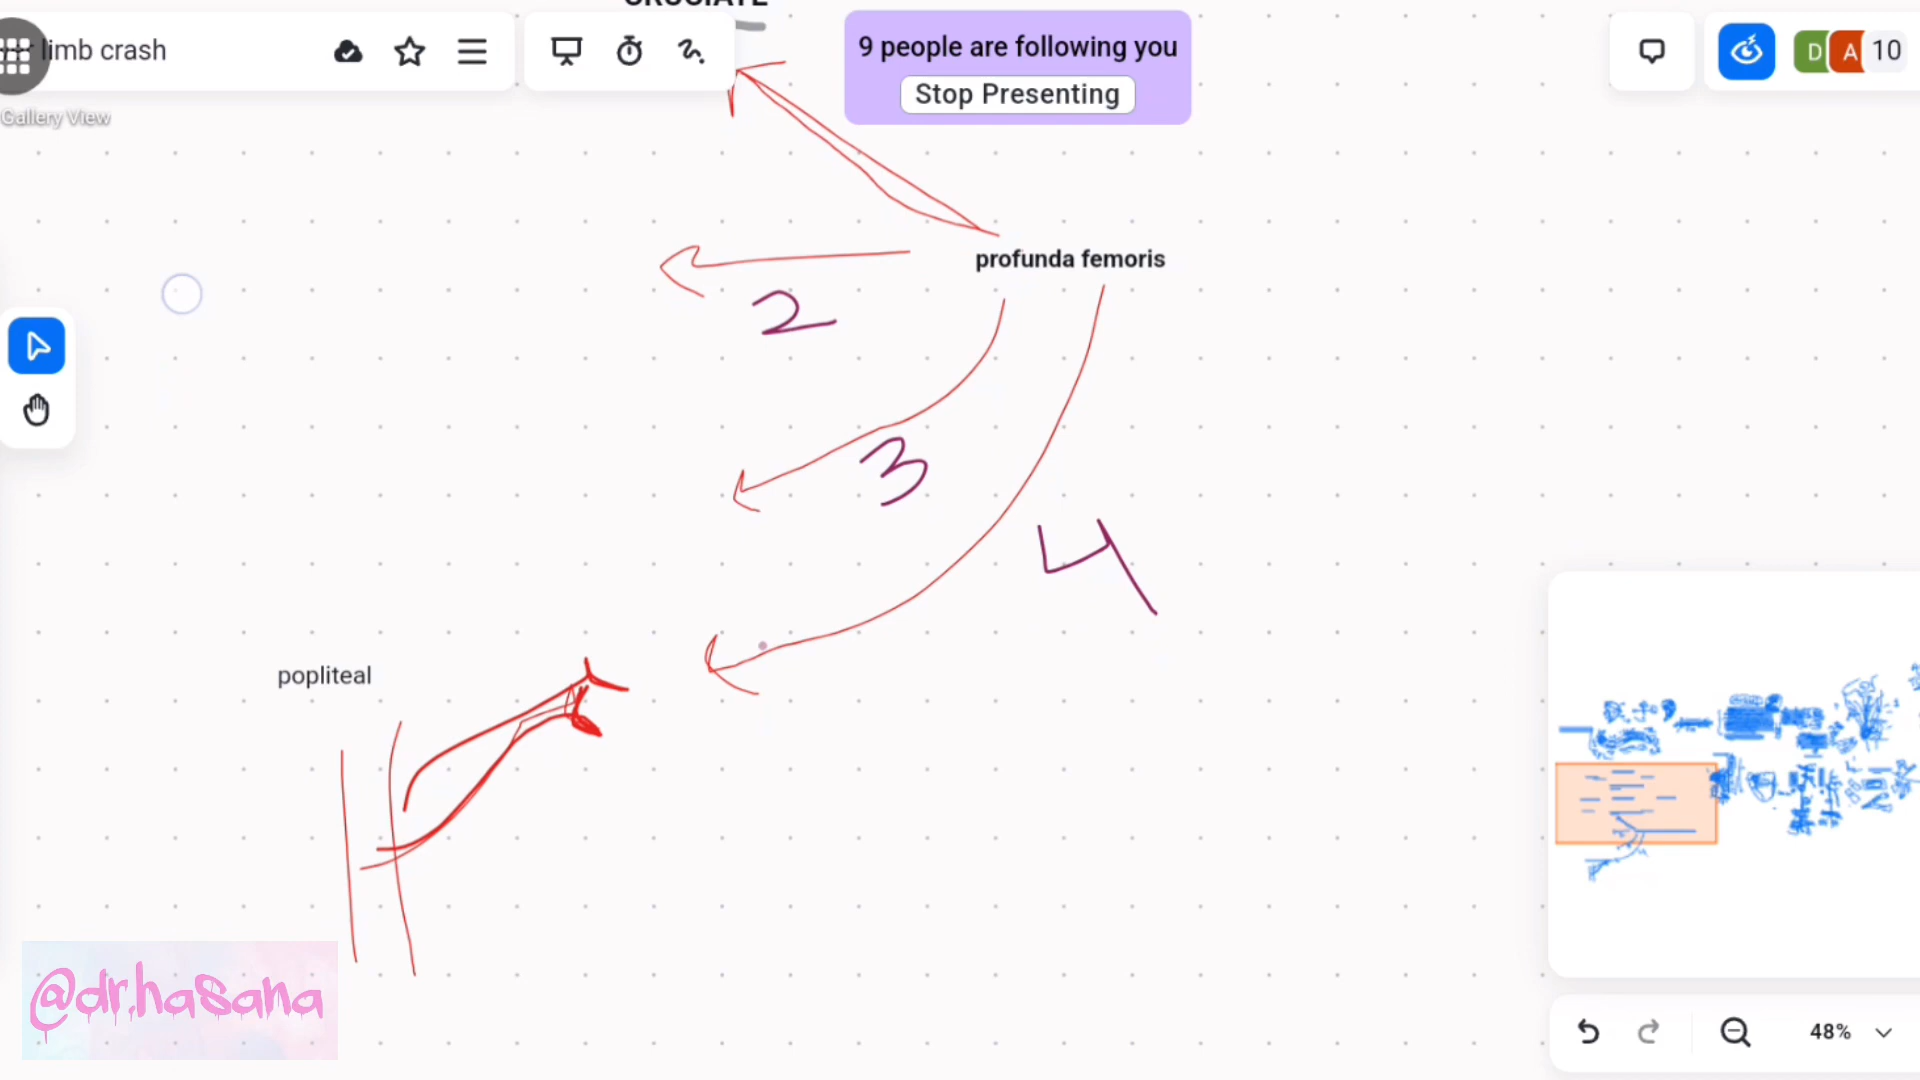 CRUCIATE
limb crash
9 people are following you
Stop Presenting
D A 10
Gallery View
profunda femoris
2
3
4
popliteal
@dr.hasana
48%